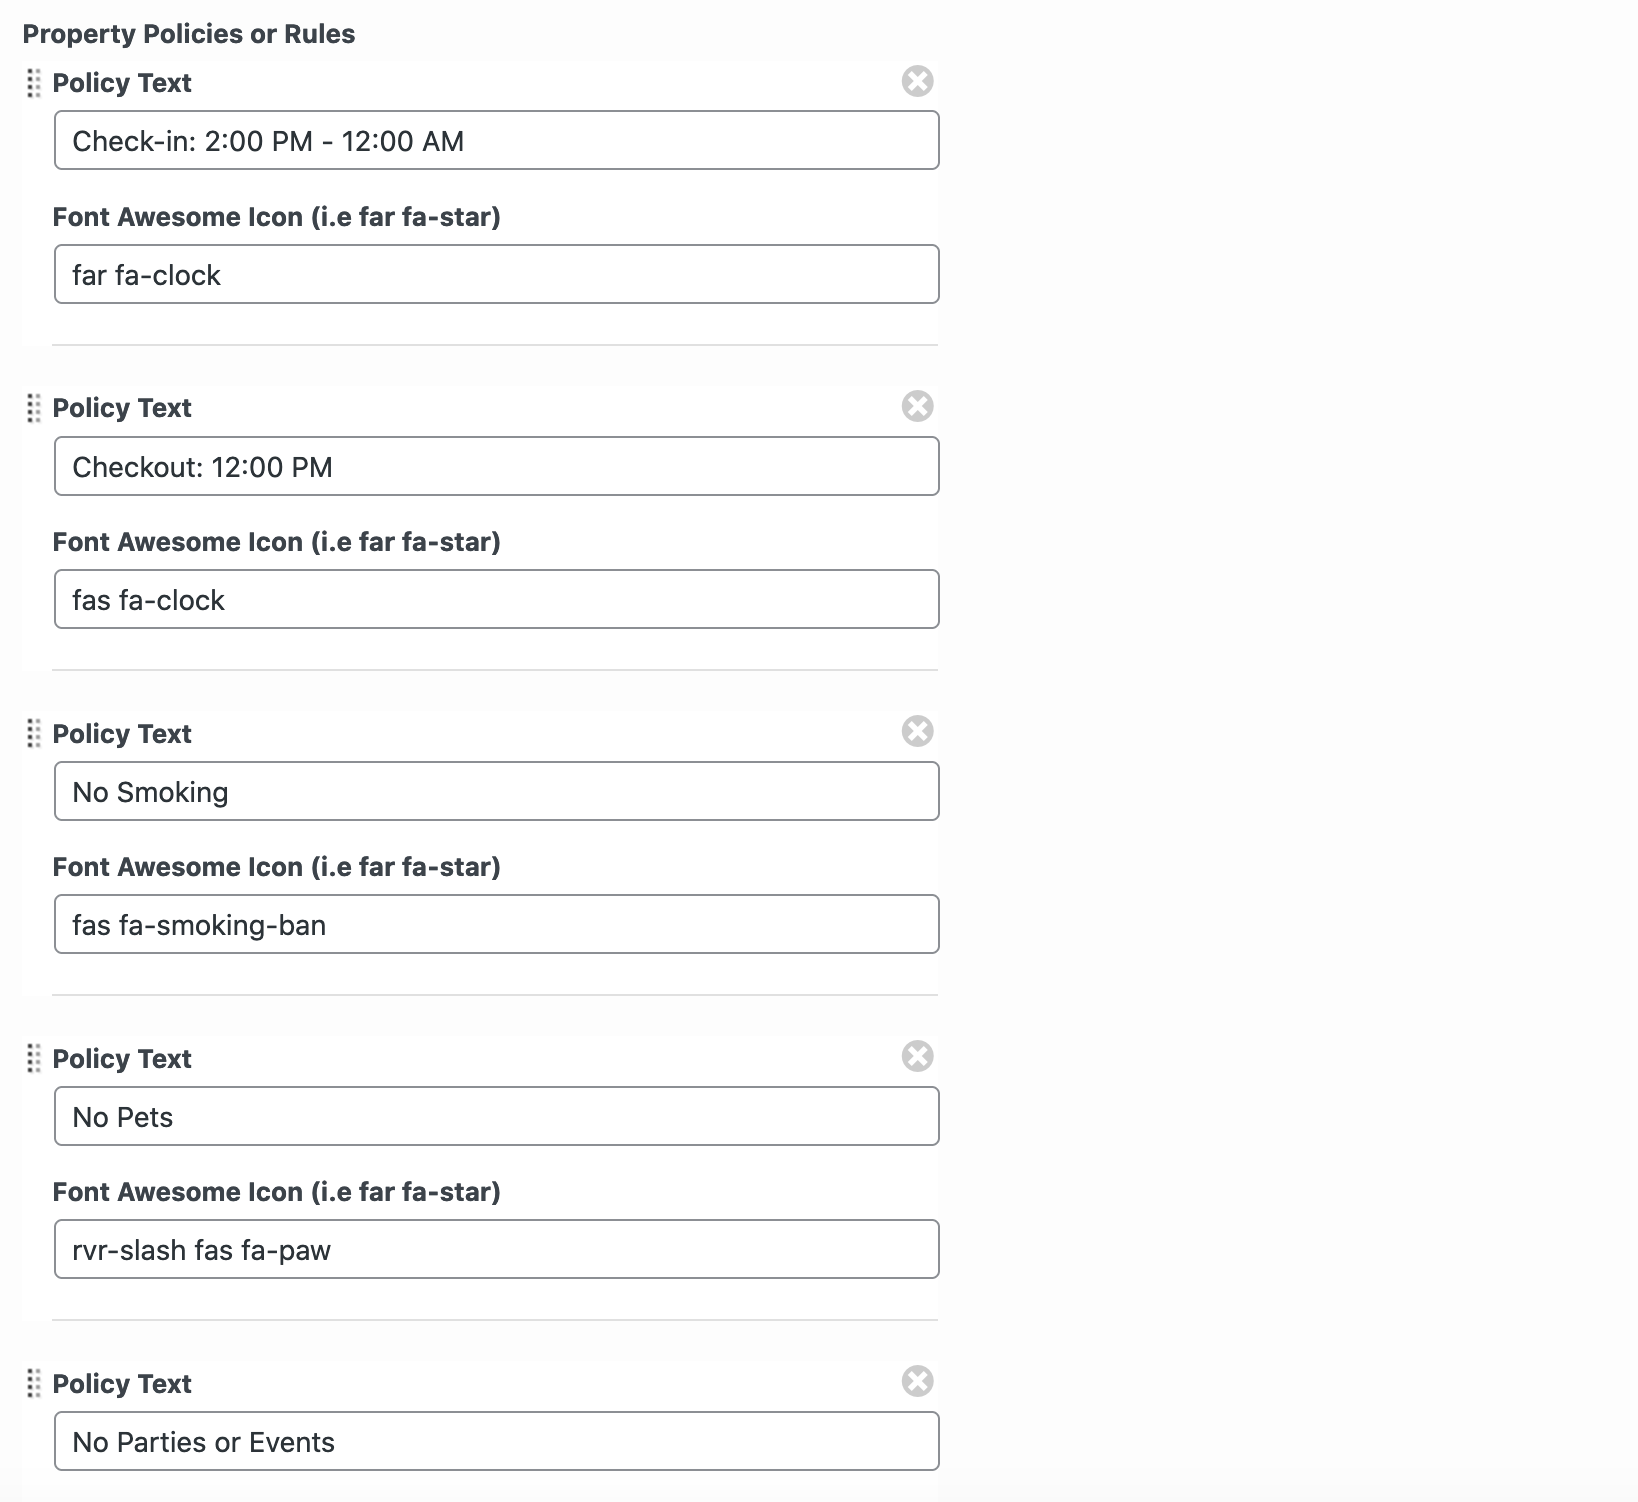 Property Policies or Rules
Policy Text
Check-in: 2:00 PM - 12:00 AM
Font Awesome Icon (i.e far fa-star)
far fa-clock
Policy Text
Checkout: 12:00 PM
Font Awesome Icon (i.e far fa-star)
fas fa-clock
Policy Text
No Smoking
Font Awesome Icon (i.e far fa-star)
fas fa-smoking-ban
Policy Text
No Pets
Font Awesome Icon (i.e far fa-star)
rvr-slash fas fa-paw
Policy Text
No Parties or Events